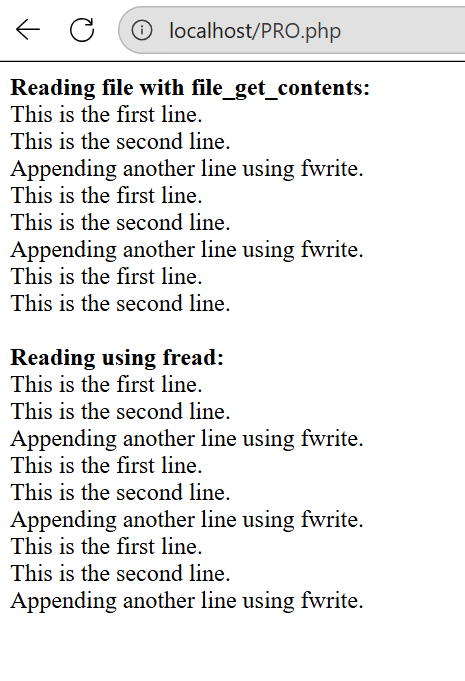 localhost/PRO.php
Reading file with file_get_contents:
This is the first line.
This is the second line.
Appending another line using fwrite.
This is the first line.
This is the second line.
Appending another line using fwrite.
This is the first line.
This is the second line.
Reading using fread:
This is the first line.
This is the second line.
Appending another line using fwrite.
This is the first line.
This is the second line.
Appending another line using fwrite.
This is the first line.
This is the second line.
Appending another line using fwrite.